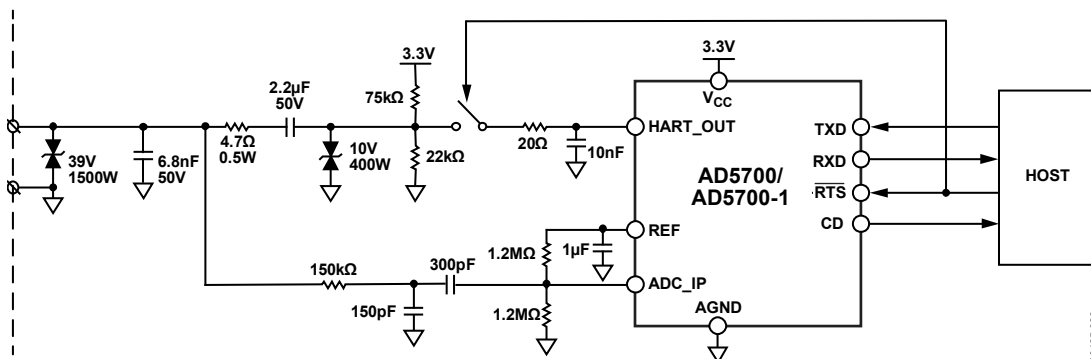 3.3V
3.3V
2.2µF
50V
75kΩ
VCC
4.7Ω
0.5W
39V
1500W
6.8nF
50V
10V
400W
22kΩ
20Ω
10nF
HART_OUT
TXD
RXD
RTS
CD
AD5700/
AD5700-1
HOST
REF
1.2MΩ
1µF
150kΩ
300pF
ADC_IP
150pF
1.2MΩ
AGND